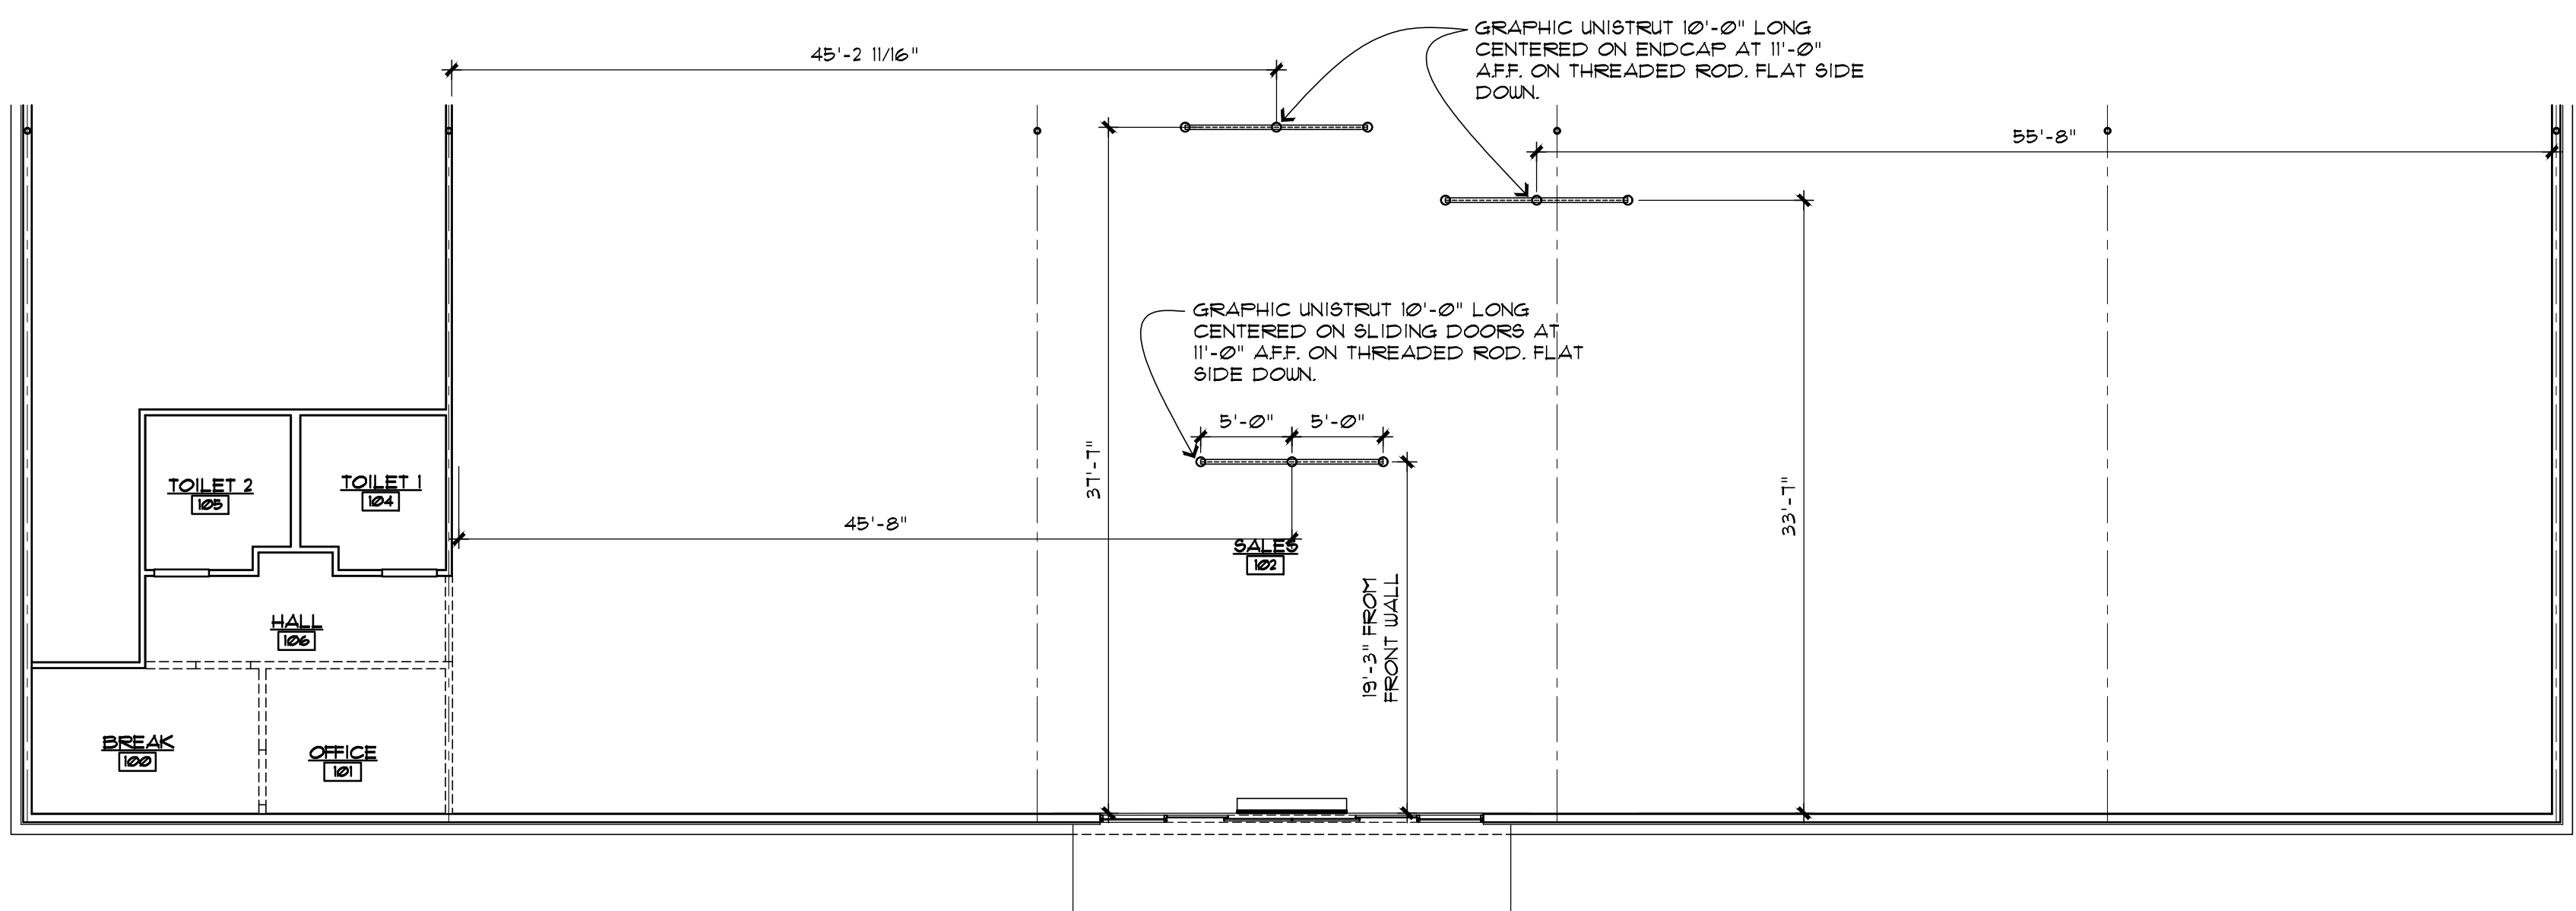 GRAPHIC UNISTRUT 10'-0" LONG
CENTERED ON ENDCAP AT 11'-0"
A.F.F. ON THREADED ROD. FLAT SIDE
DOWN.
45'-2 11/16"
55'-8"
GRAPHIC UNISTRUT 10'-0" LONG
CENTERED ON SLIDING DOORS AT
11'-0" A.F.F. ON THREADED ROD. FLAT
SIDE DOWN.
5'-0"
5'-0"
37'-7"
33'-7"
TOILET 2
105
TOILET 1
104
45'-8"
SALES
102
19'-3" FROM
FRONT WALL
HALL
106
BREAK
100
OFFICE
101